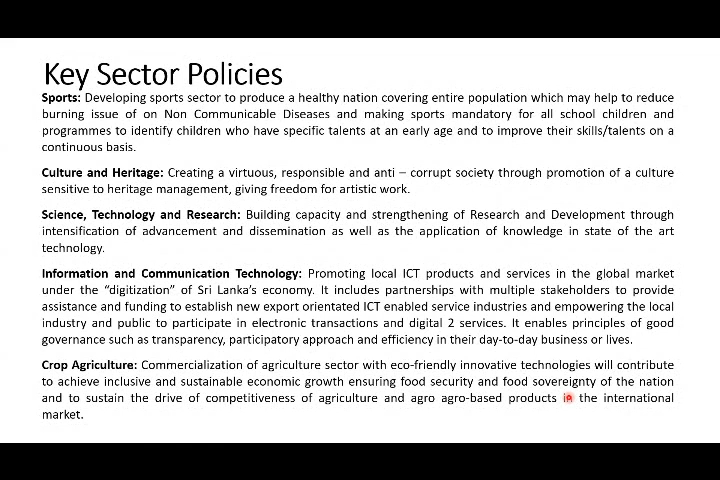 Key Sector Policies
Sports: Developing sports sector to produce a healthy nation covering entire population which may help to reduce
burning issue of on Non Communicable Diseases and making sports mandatory for all school children and
programmes to identify children who have specific talents at an early age and to improve their skills/talents on a
continuous basis.
Culture and Heritage: Creating a virtuous, responsible and anti – corrupt society through promotion of a culture
sensitive to heritage management, giving freedom for artistic work.
Science, Technology and Research: Building capacity and strengthening of Research and Development through
intensification of advancement and dissemination as well as the application of knowledge in state of the art
technology.
Information and Communication Technology: Promoting local ICT products and services in the global market
under the “digitization” of Sri Lanka’s economy. It includes partnerships with multiple stakeholders to provide
assistance and funding to establish new export orientated ICT enabled service industries and empowering the local
industry and public to participate in electronic transactions and digital 2 services. It enables principles of good
governance such as transparency, participatory approach and efficiency in their day-to-day business or lives.
Crop Agriculture: Commercialization of agriculture sector with eco-friendly innovative technologies will contribute
to achieve inclusive and sustainable economic growth ensuring food security and food sovereignty of the nation
and to sustain the drive of competitiveness of agriculture and agro agro-based products in the international
market.